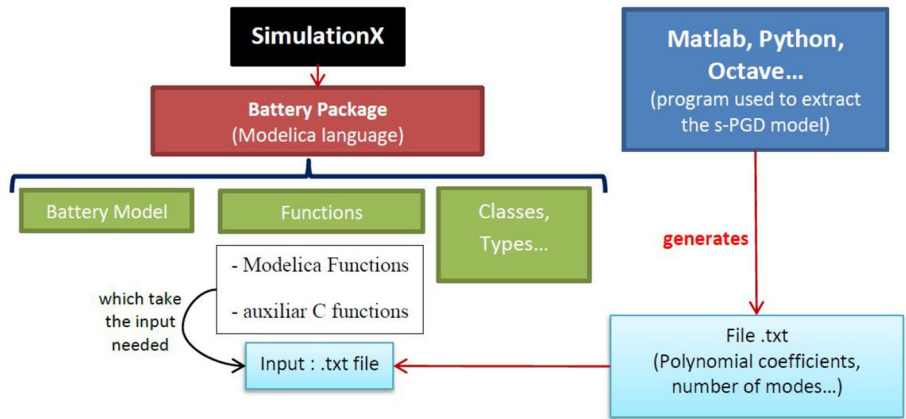 SimulationX
Battery Package
(Modelica language)
Battery Model
Functions
Classes,
Types...
- Modelica Functions
- auxiliar C functions
which take
the input
needed
Input : .txt file
Matlab, Python,
Octave...
(program used to extract
the s-PGD model)
generates
File .txt
(Polynomial coefficients,
number of modes...)